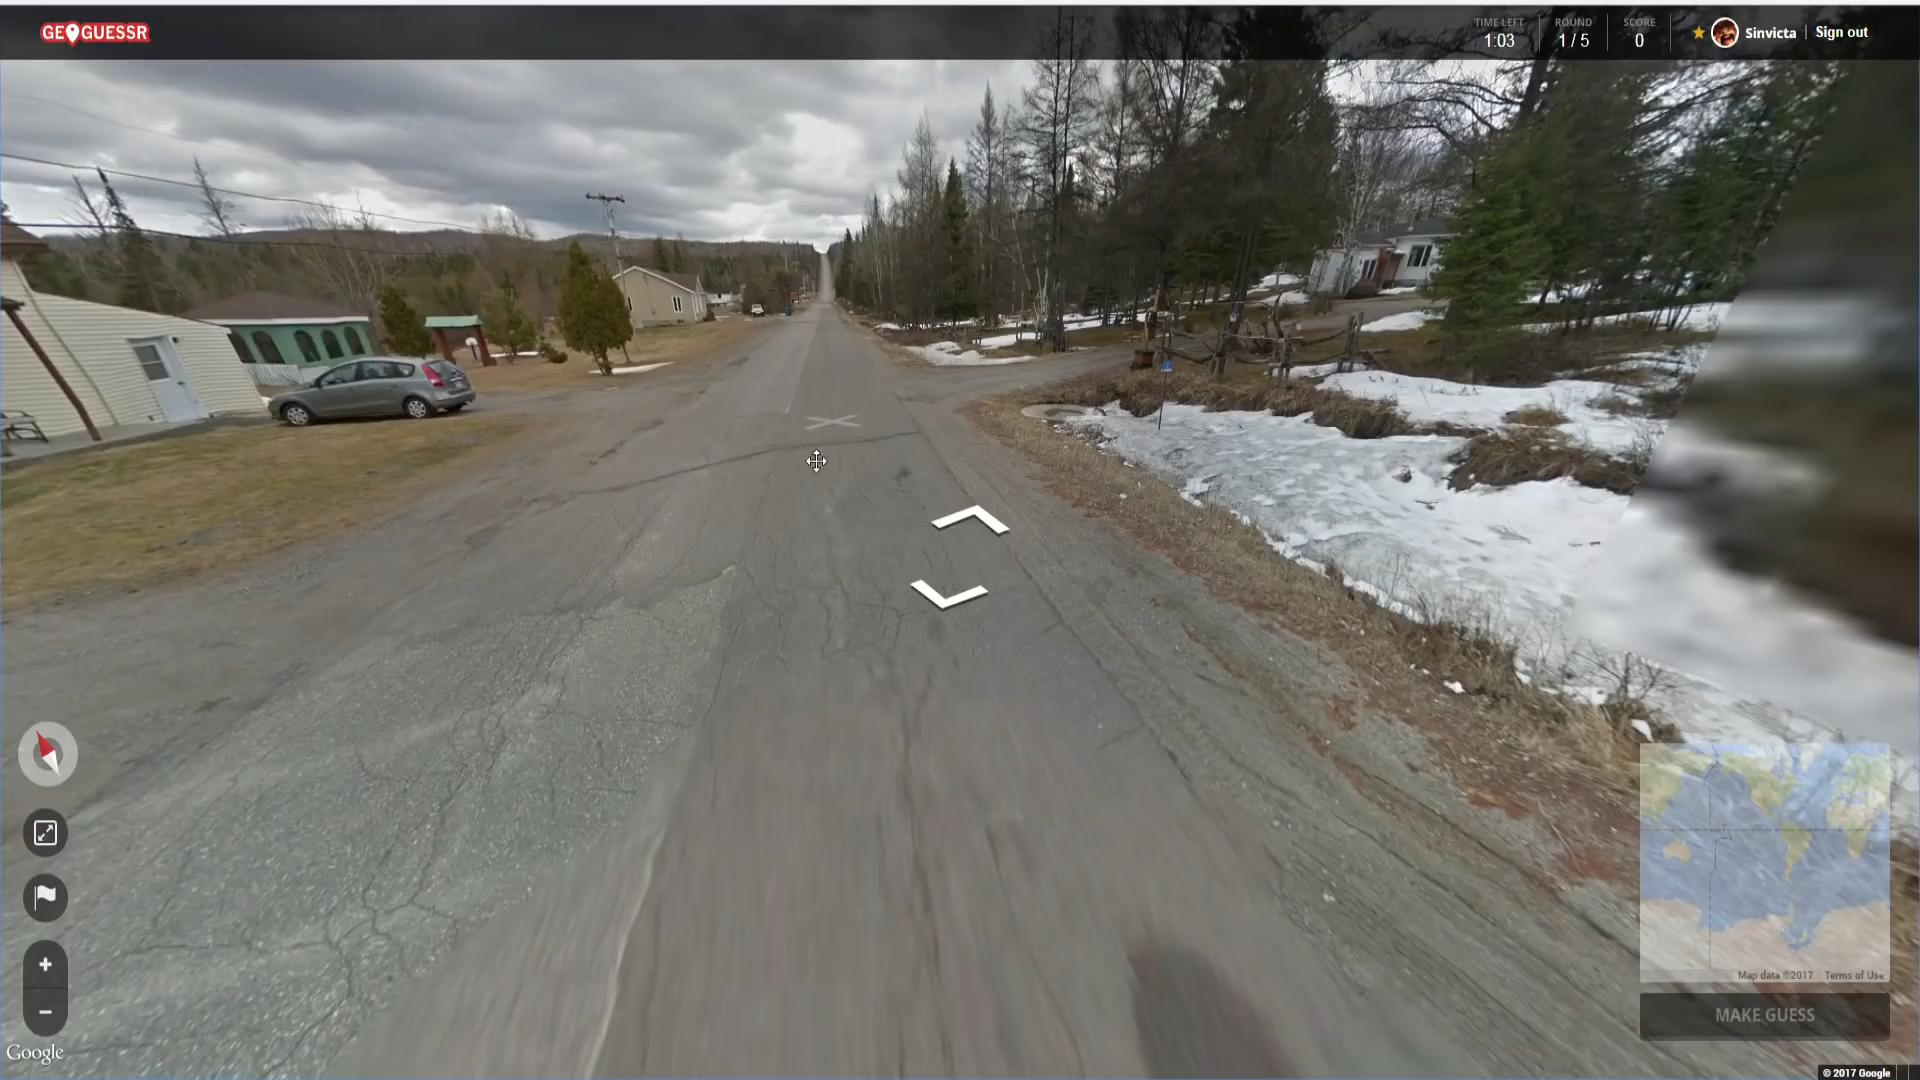 GEOGUESSR
TIME LEFT
1:03
ROUND
1 / 5
SCORE
0
Sinvicta
Sign out
Map data ©2017
Terms of Use
MAKE GUESS
Google
© 2017 Google